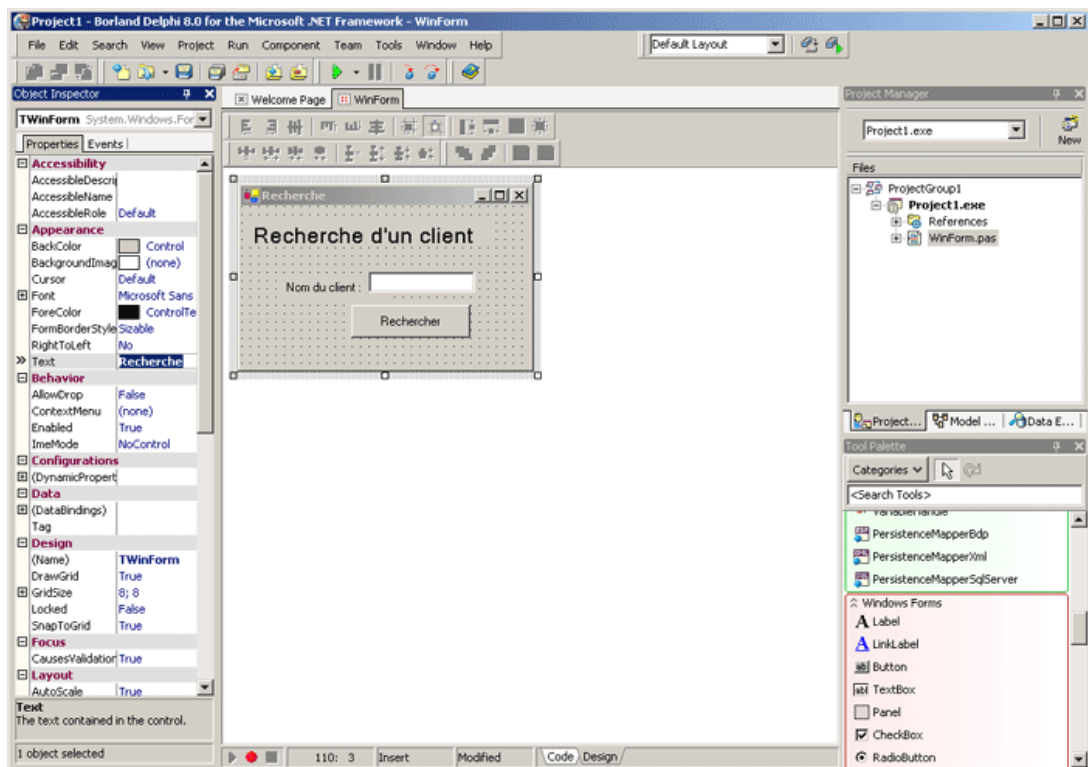 Project1 - Borland Delphi 8.0 for the Microsoft .NET Framework - WinForm
File Edit Search View Project Run Component Team Tools Window Help
Default Layout
Object Inspector
TWinForm System.Windows.For
Properties Events
Accessibility
AccessibleDescrip
AccessibleName
AccessibleRole Default
Appearance
BackColor Control
BackgroundImag (none)
Cursor Default
Font Microsoft Sans
ForeColor ControlTe
FormBorderStyle Sizable
RightToLeft No
Text Recherche
Behavior
AllowDrop False
ContextMenu (none)
Enabled True
ImeMode NoControl
Configurations
(DynamicPropert
Data
(DataBindings)
Tag
Design
(Name) TWinForm
DrawGrid True
GridSize 8; 8
Locked False
SnapToGrid True
Focus
CausesValidation True
Layout
AutoScale True
Text
The text contained in the control.
1 object selected
Welcome Page WinForm
Recherche
Recherche d'un client
Nom du client :
Rechercher
110: 3 Insert Modified Code Design
Project Manager
Project1.exe
New
Files
ProjectGroup1
Project1.exe
References
WinForm.pas
Project... Model ... Data E...
Tool Palette
Categories
<Search Tools>
VariableHandle
PersistenceMapperBdp
PersistenceMapperXml
PersistenceMapperSqlServer
Windows Forms
A Label
A LinkLabel
ab Button
abl TextBox
Panel
CheckBox
RadioButton